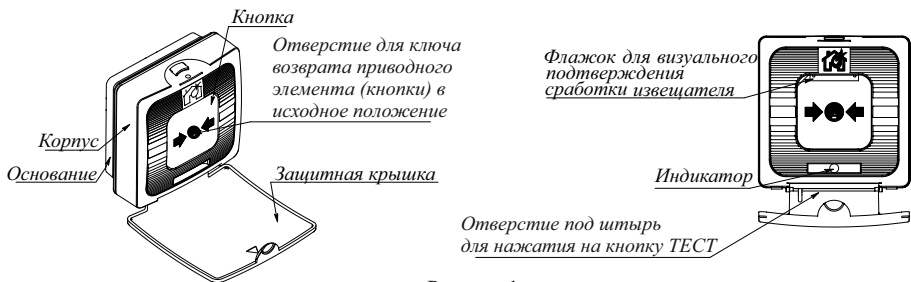 Кнопка
Отверстие для ключа
возврата приводного
элемента (кнопки) в
исходное положение
Корпус
Основание
Защитная крышка
Флажок для визуального
подтверждения
сработки извещателя
Индикатор
Отверстие под штырь
для нажатия на кнопку ТЕСТ